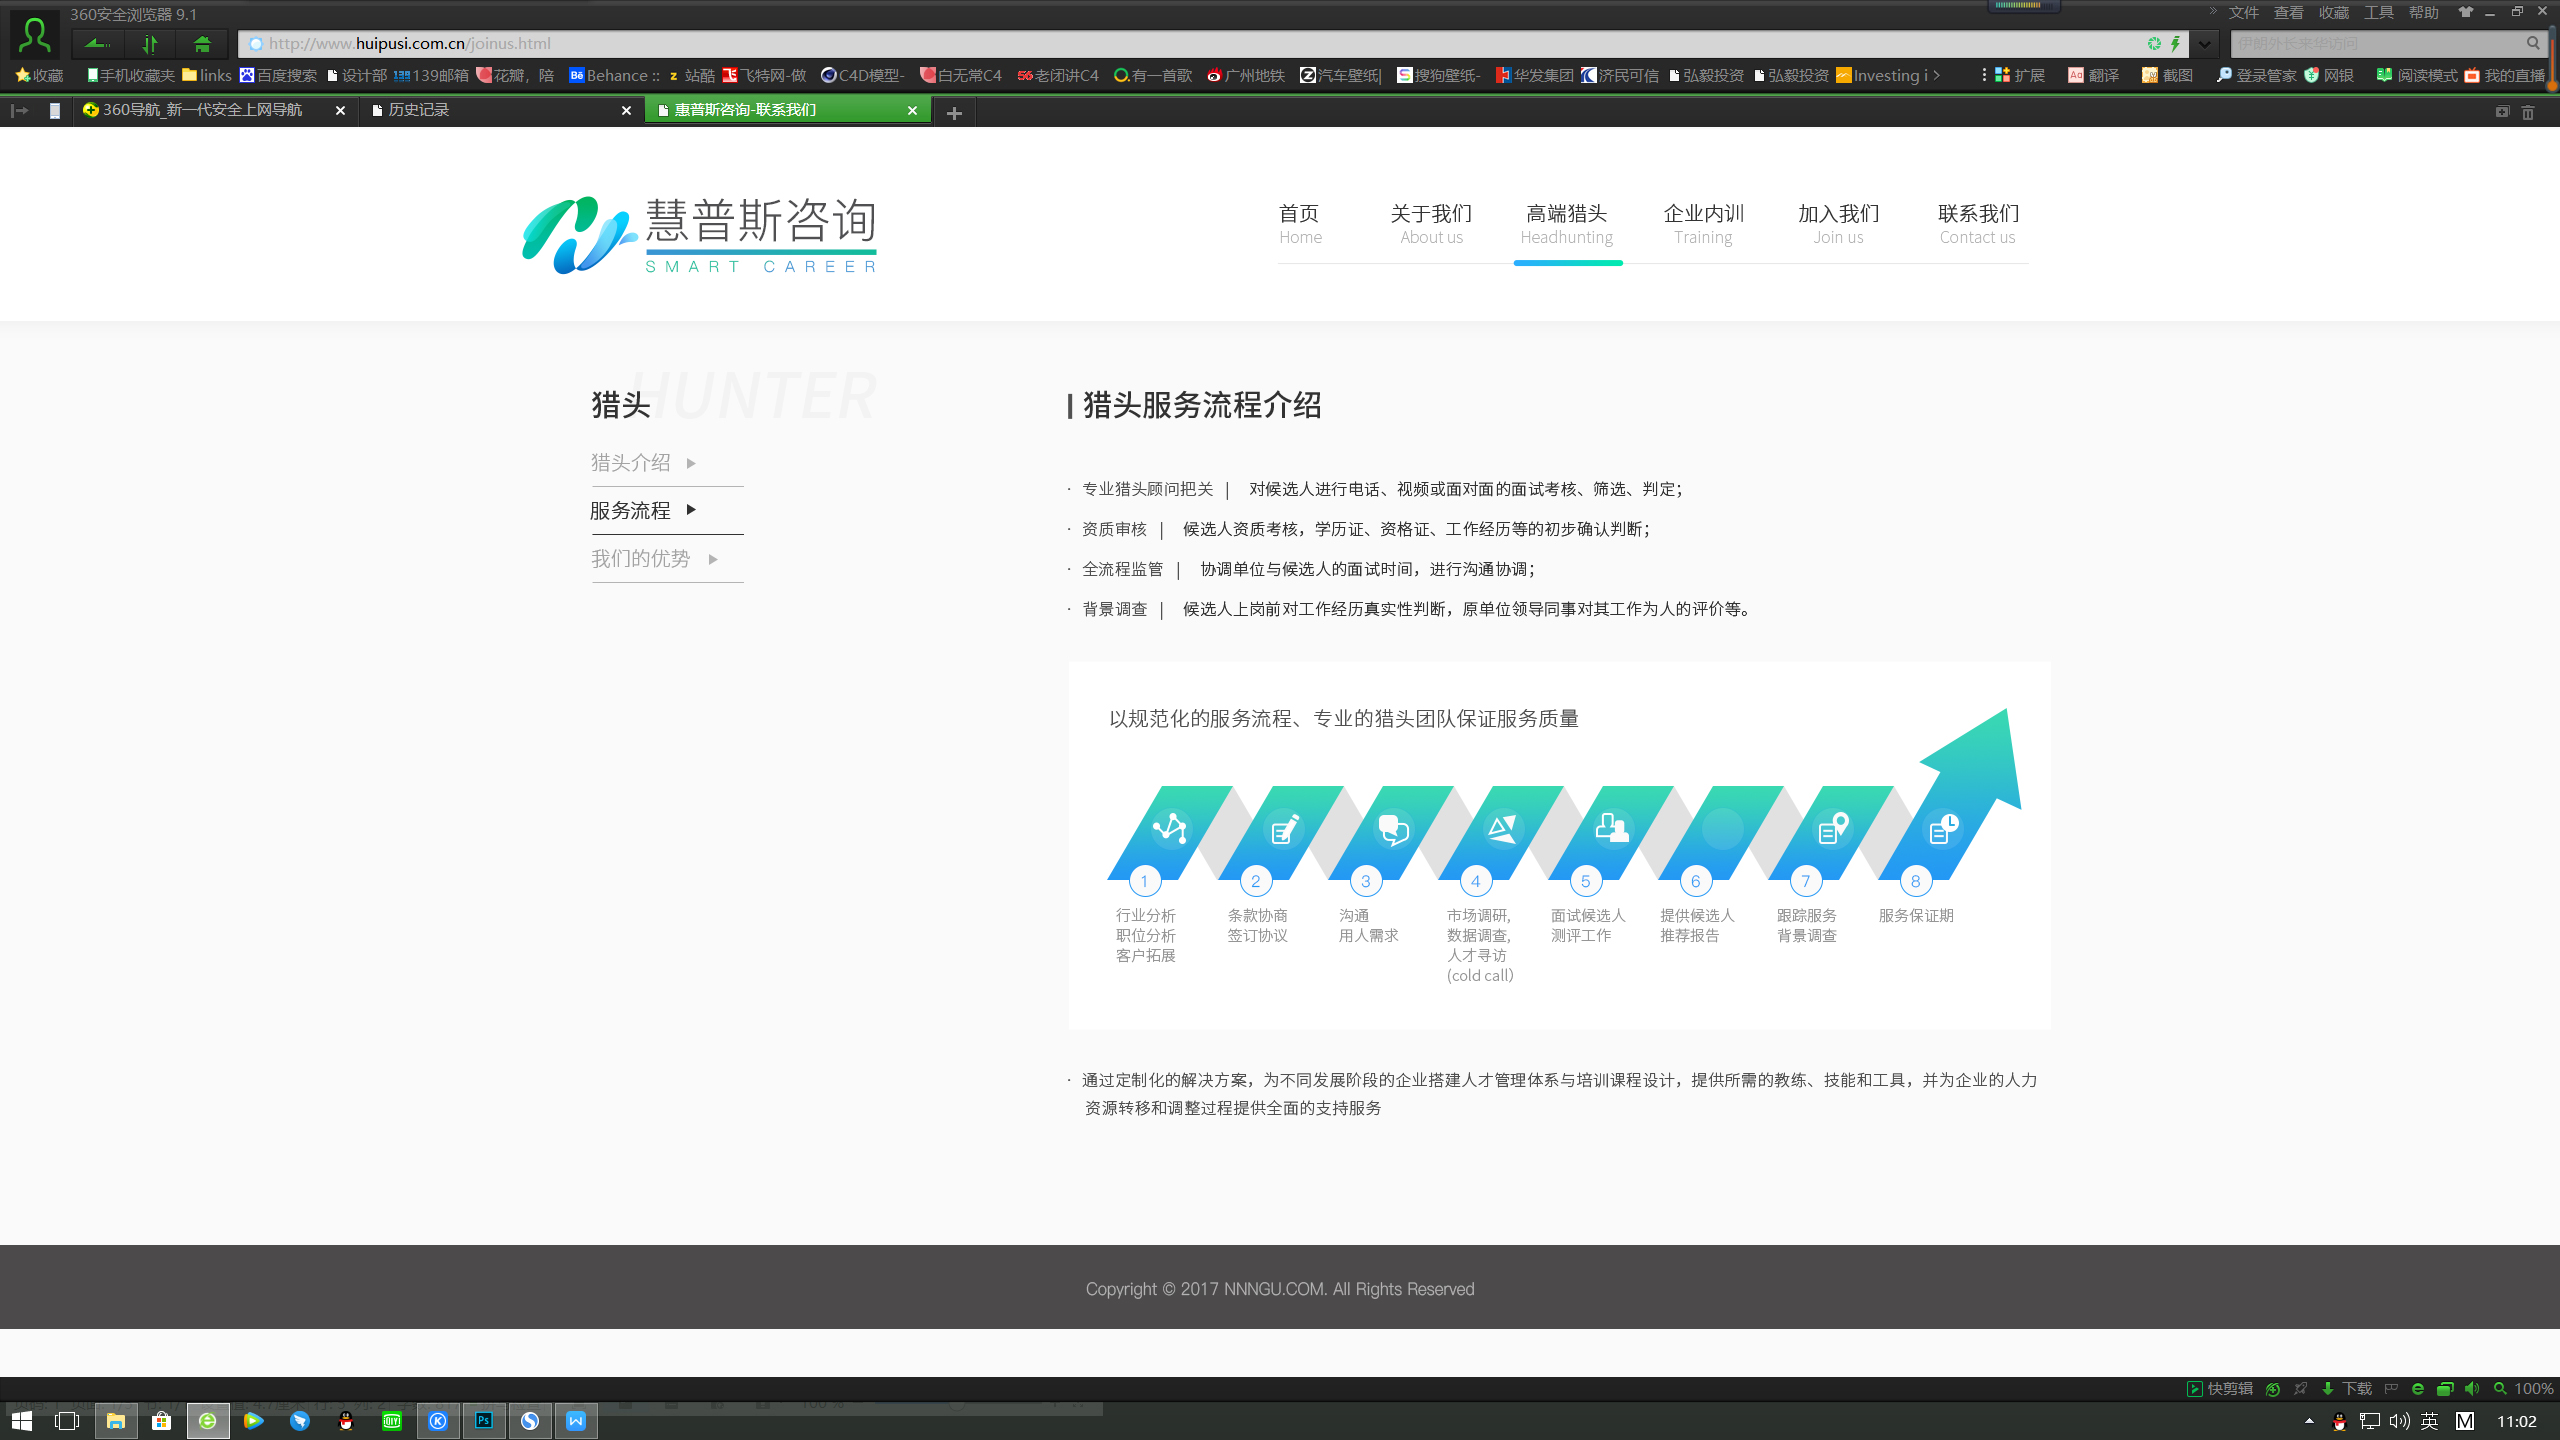 360安全浏览器 9.1
文件 查看 收藏 工具 帮助
http://www.huipusi.com.cn/joinus.html
伊朗外长来华访问
收藏 手机收藏夹 links 百度搜索 设计部 139邮箱 花瓣，陪 Behance :: 站酷 飞特网-做 C4D模型- 白无常C4 老闭讲C4 有一首歌 广州地铁 汽车壁纸| 搜狗壁纸- 华发集团 济民可信 弘毅投资 弘毅投资 Investing i 扩展 翻译 截图 登录管家 网银 阅读模式 我的直播
360导航_新一代安全上网导航 历史记录 惠普斯咨询-联系我们
慧普斯咨询
SMART CAREER
首页 关于我们 高端猎头 企业内训 加入我们 联系我们
Home About us Headhunting Training Join us Contact us
HUNTER
猎头
猎头介绍
服务流程
我们的优势
猎头服务流程介绍
· 专业猎头顾问把关 | 对候选人进行电话、视频或面对面的面试考核、筛选、判定；
· 资质审核 | 候选人资质考核，学历证、资格证、工作经历等的初步确认判断；
· 全流程监管 | 协调单位与候选人的面试时间，进行沟通协调；
· 背景调查 | 候选人上岗前对工作经历真实性判断，原单位领导同事对其工作为人的评价等。
以规范化的服务流程、专业的猎头团队保证服务质量
1 2 3 4 5 6 7 8
行业分析
职位分析
客户拓展
条款协商
签订协议
沟通
用人需求
市场调研,
数据调查,
人才寻访
(cold call）
面试候选人
测评工作
提供候选人
推荐报告
跟踪服务
背景调查
服务保证期
· 通过定制化的解决方案，为不同发展阶段的企业搭建人才管理体系与培训课程设计，提供所需的教练、技能和工具，并为企业的人力
资源转移和调整过程提供全面的支持服务
Copyright © 2017 NNNGU.COM. All Rights Reserved
快剪辑 下载 100%
英 M 11:02